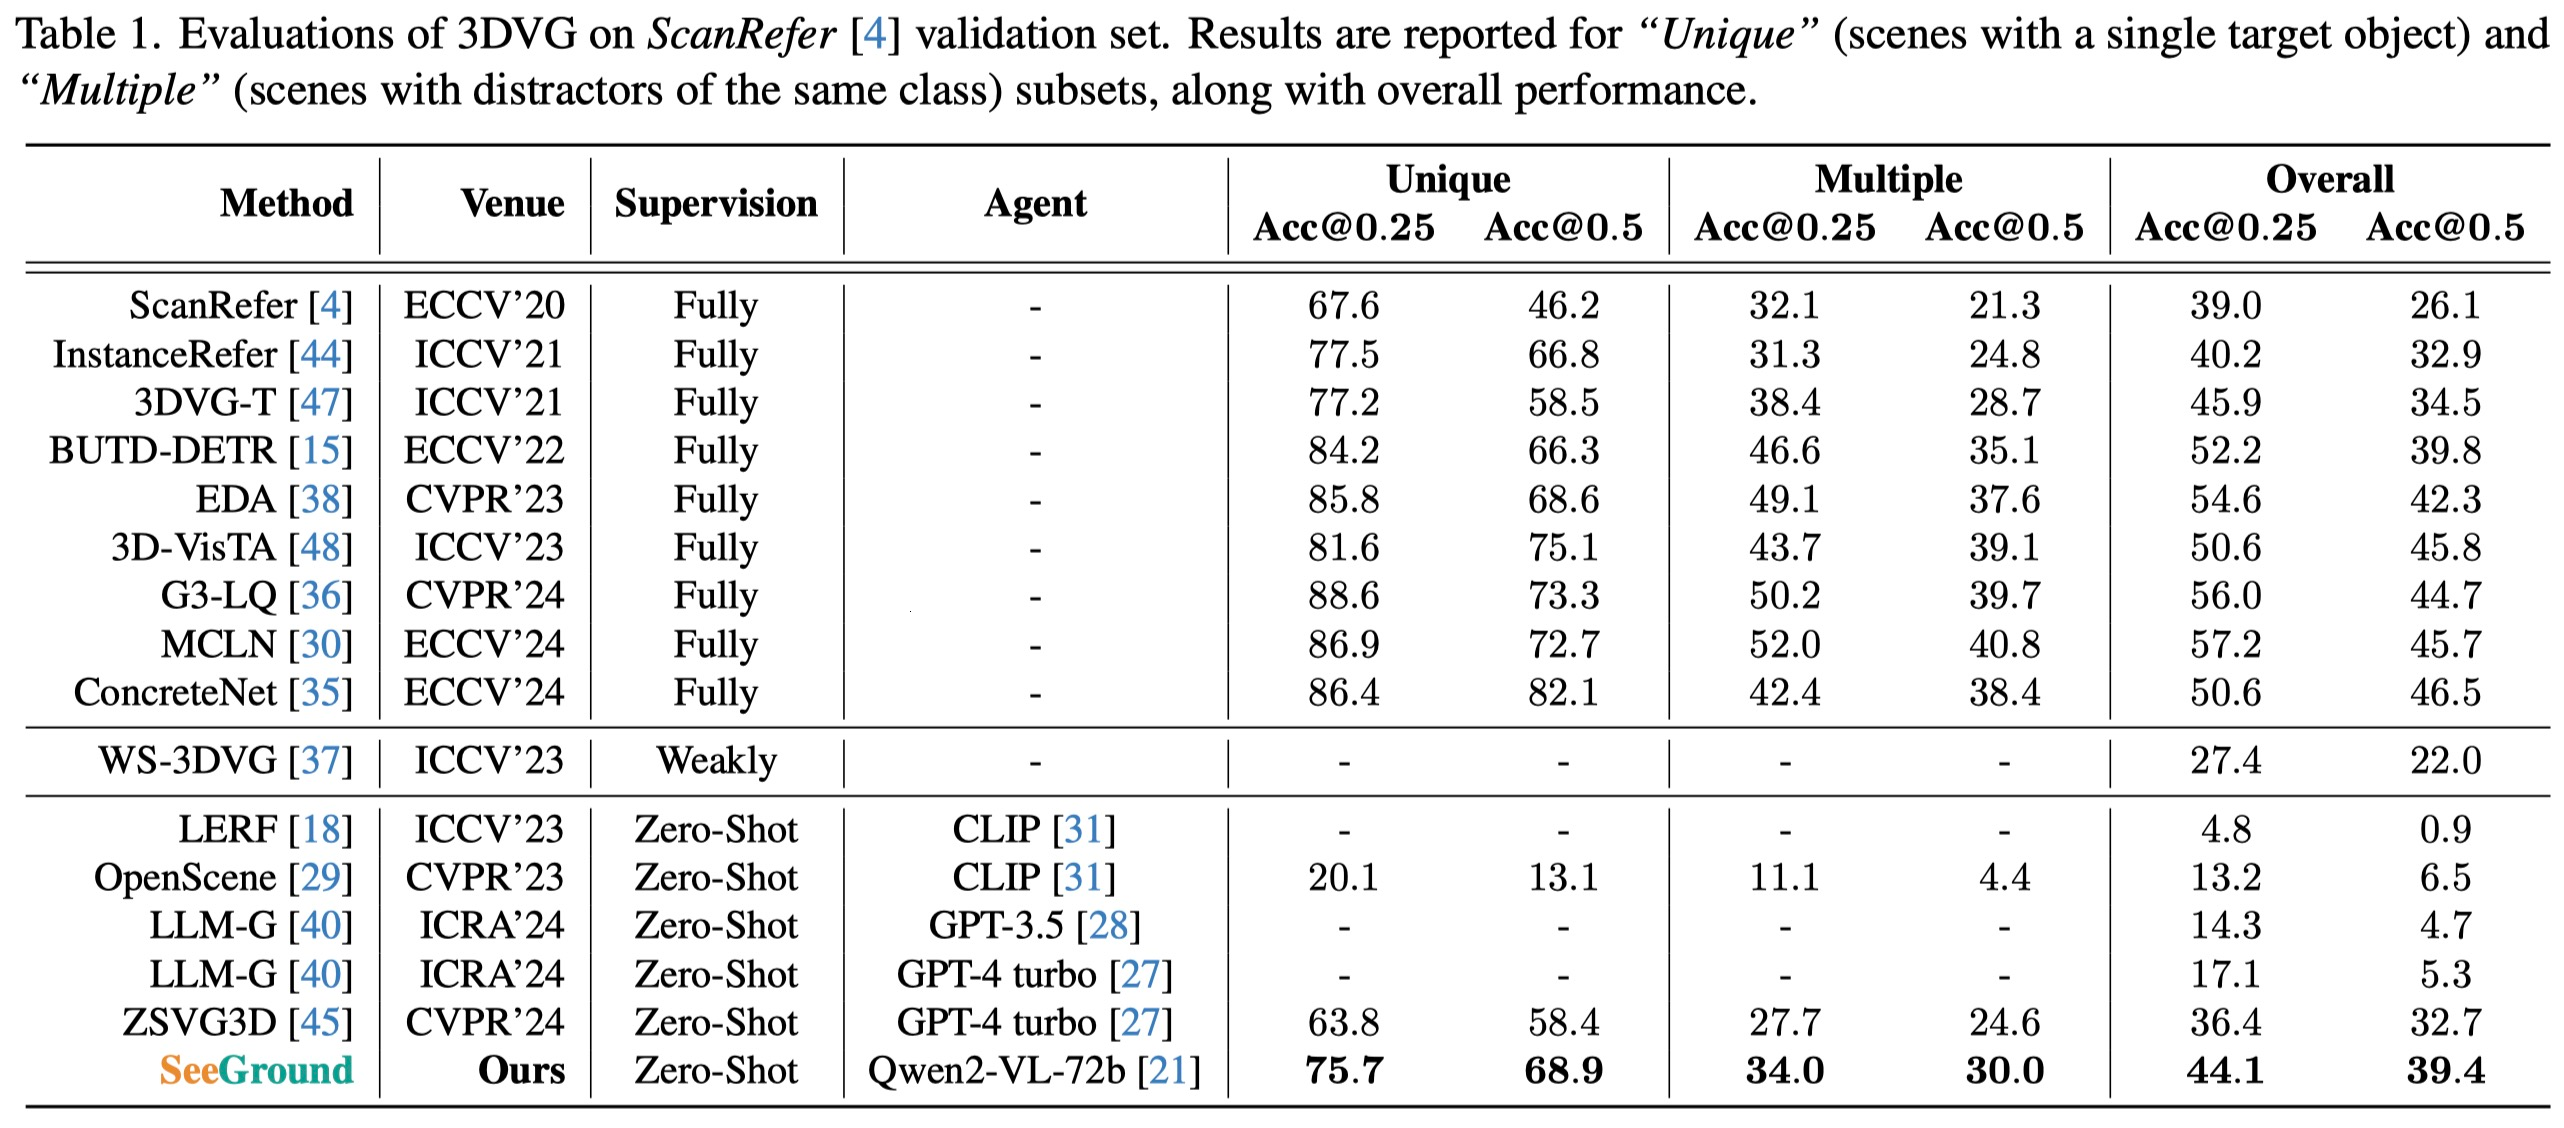 Table 1. Evaluations of 3DVG on ScanRefer [4] validation set. Results are reported for “Unique” (scenes with a single target object) and
“Multiple” (scenes with distractors of the same class) subsets, along with overall performance.
Method Venue Supervision Agent Unique Multiple Overall
Acc@0.25 Acc@0.5 Acc@0.25 Acc@0.5 Acc@0.25 Acc@0.5
ScanRefer [4] ECCV’20 Fully - 67.6 46.2 32.1 21.3 39.0 26.1
InstanceRefer [44] ICCV’21 Fully - 77.5 66.8 31.3 24.8 40.2 32.9
3DVG-T [47] ICCV’21 Fully - 77.2 58.5 38.4 28.7 45.9 34.5
BUTD-DETR [15] ECCV’22 Fully - 84.2 66.3 46.6 35.1 52.2 39.8
EDA [38] CVPR’23 Fully - 85.8 68.6 49.1 37.6 54.6 42.3
3D-VisTA [48] ICCV’23 Fully - 81.6 75.1 43.7 39.1 50.6 45.8
G3-LQ [36] CVPR’24 Fully - 88.6 73.3 50.2 39.7 56.0 44.7
MCLN [30] ECCV’24 Fully - 86.9 72.7 52.0 40.8 57.2 45.7
ConcreteNet [35] ECCV’24 Fully - 86.4 82.1 42.4 38.4 50.6 46.5
WS-3DVG [37] ICCV’23 Weakly - - - - - 27.4 22.0
LERF [18] ICCV’23 Zero-Shot CLIP [31] - - - - 4.8 0.9
OpenScene [29] CVPR’23 Zero-Shot CLIP [31] 20.1 13.1 11.1 4.4 13.2 6.5
LLM-G [40] ICRA’24 Zero-Shot GPT-3.5 [28] - - - - 14.3 4.7
LLM-G [40] ICRA’24 Zero-Shot GPT-4 turbo [27] - - - - 17.1 5.3
ZSVG3D [45] CVPR’24 Zero-Shot GPT-4 turbo [27] 63.8 58.4 27.7 24.6 36.4 32.7
SeeGround Ours Zero-Shot Qwen2-VL-72b [21] 75.7 68.9 34.0 30.0 44.1 39.4